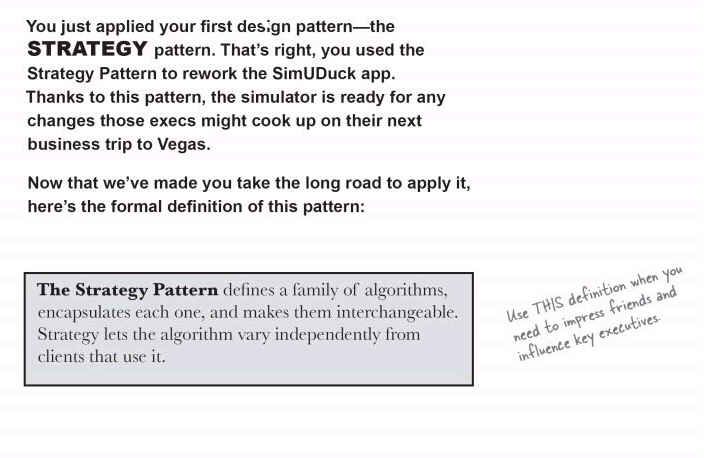 You just applied your first design pattern—the
STRATEGY pattern. That's right, you used the
Strategy Pattern to rework the SimUDuck app.
Thanks to this pattern, the simulator is ready for any
changes those execs might cook up on their next
business trip to Vegas.
Now that we've made you take the long road to apply it,
here's the formal definition of this pattern:
The Strategy Pattern defines a family of algorithms,
encapsulates each one, and makes them interchangeable.
Strategy lets the algorithm vary independently from
clients that use it.
Use THIS definition when you
need to impress friends and
influence key executives.